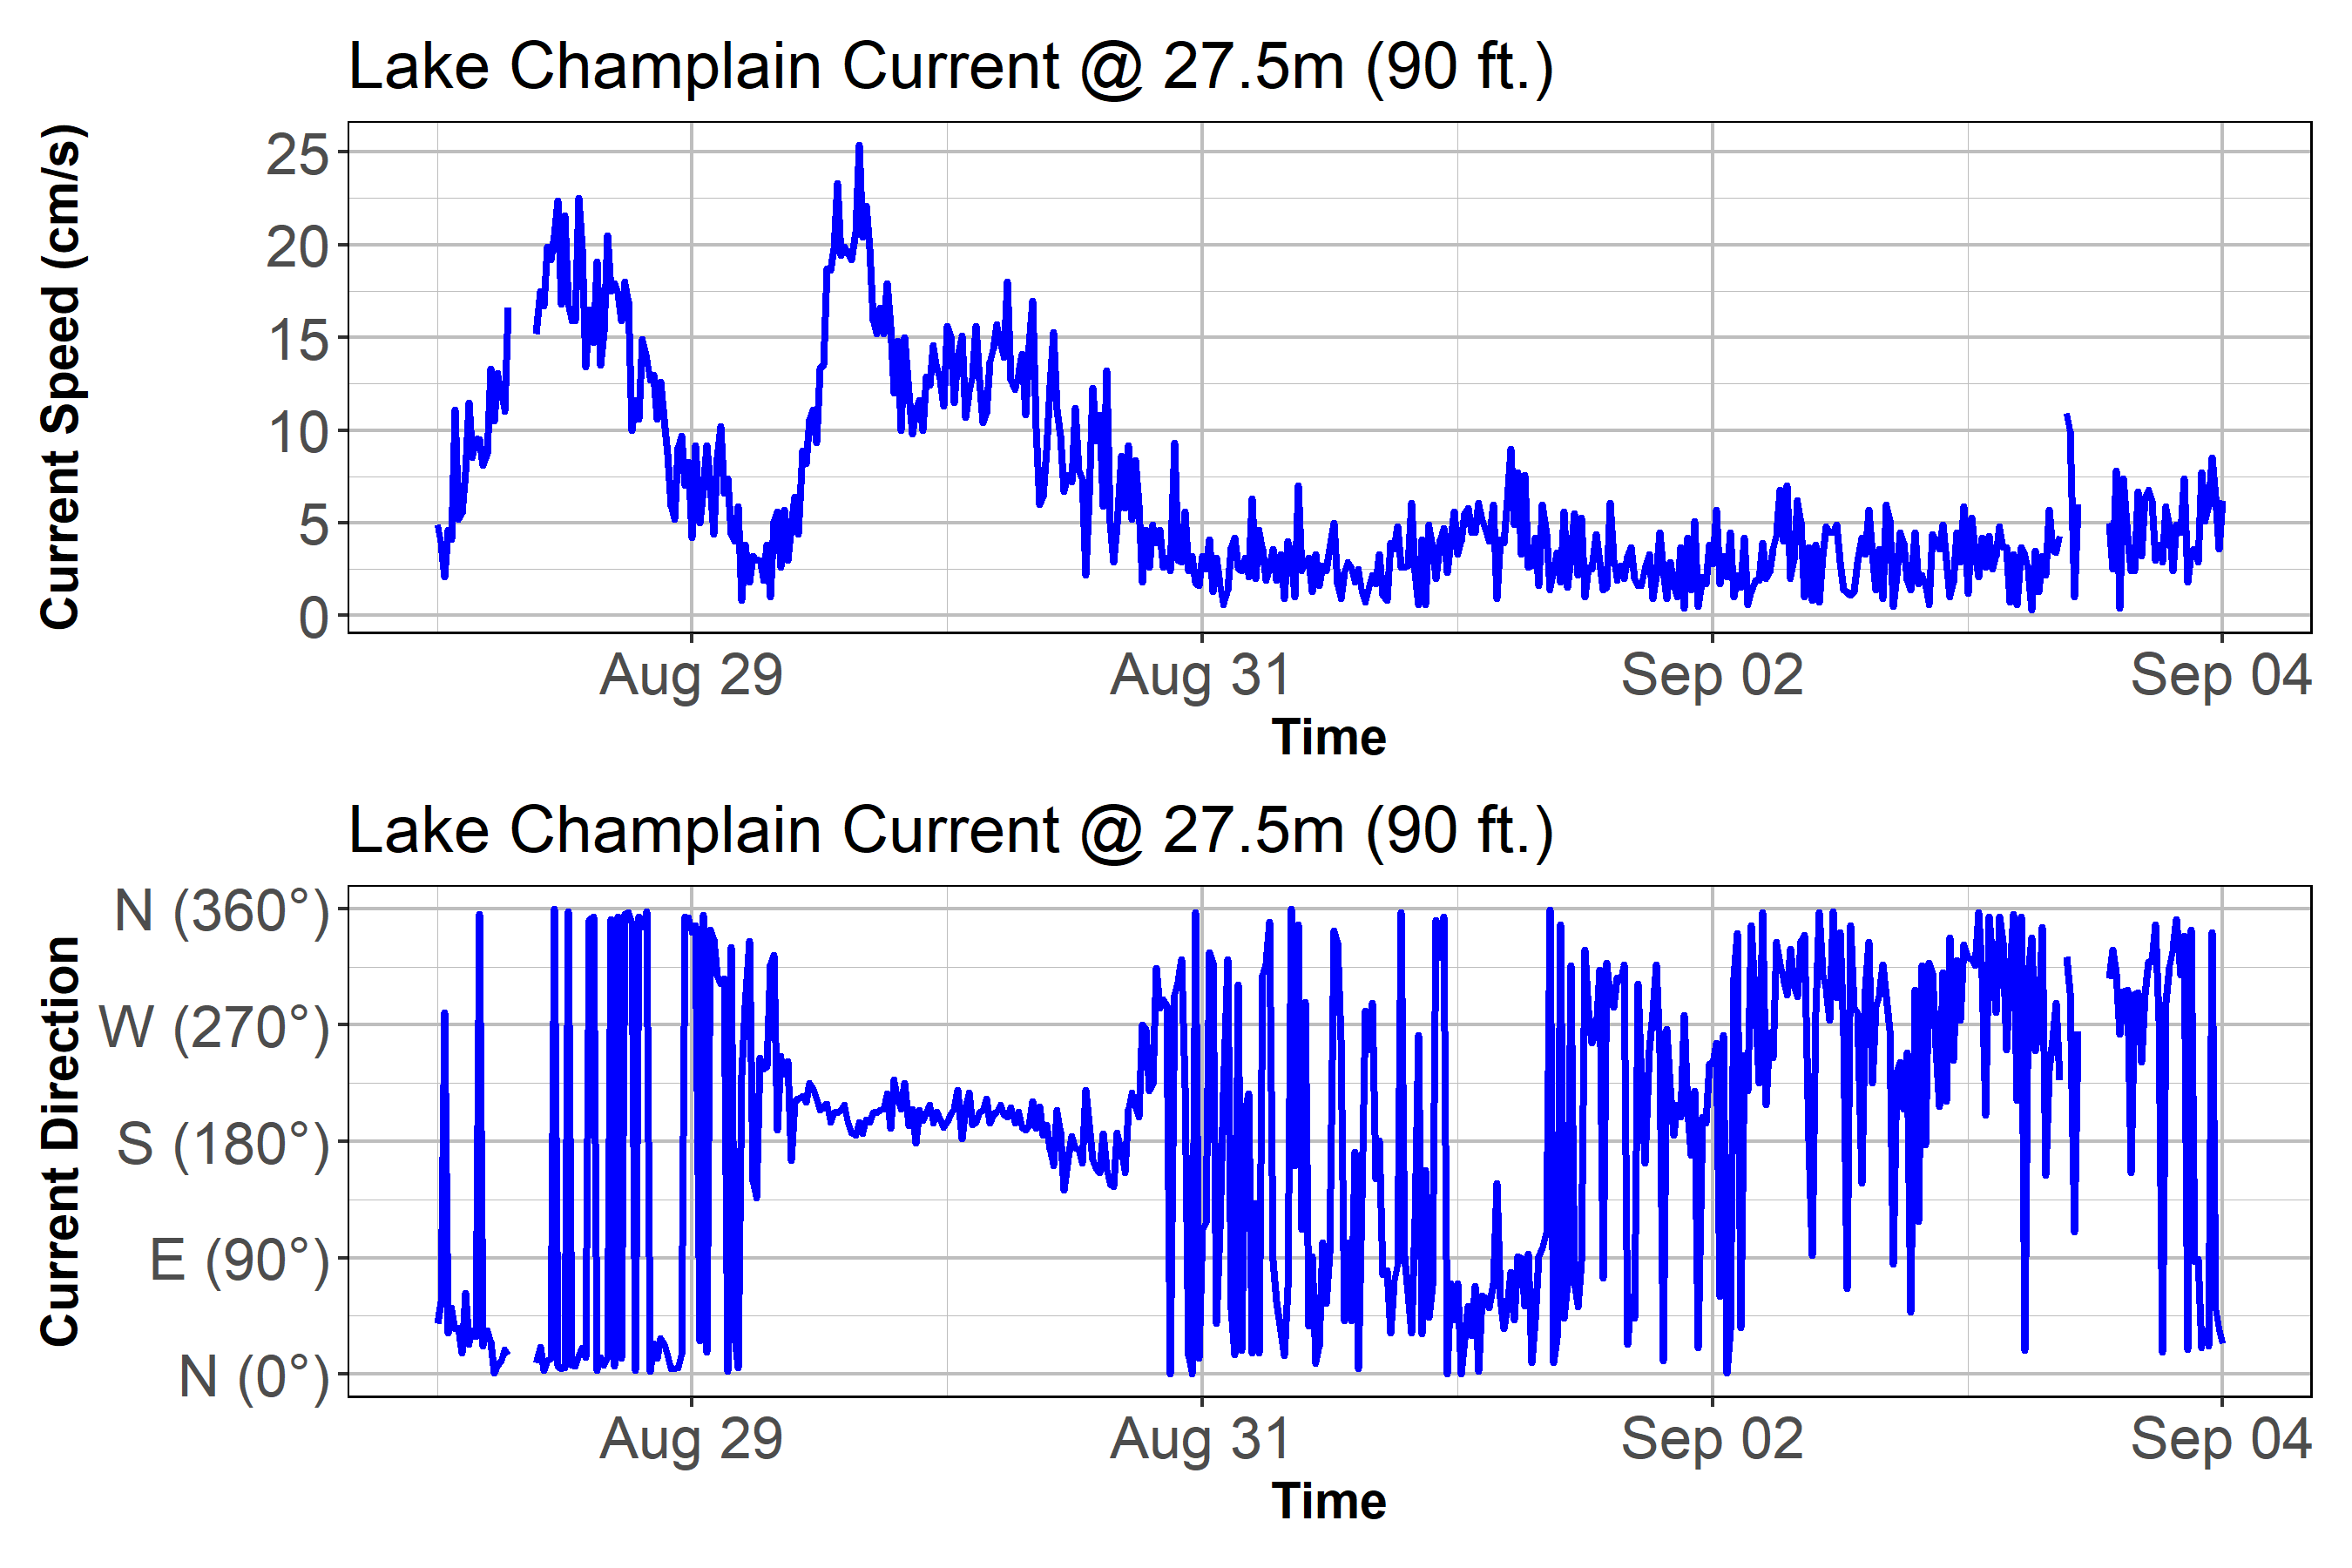 Lake Champlain Current @ 27.5m (90 ft.)
Current Speed (cm/s)
25
20
15
10
5
0
Aug 29 Aug 31 Sep 02 Sep 04
Time
Lake Champlain Current @ 27.5m (90 ft.)
Current Direction
N (360°)
W (270°)
S (180°)
E (90°)
N (0°)
Aug 29 Aug 31 Sep 02 Sep 04
Time